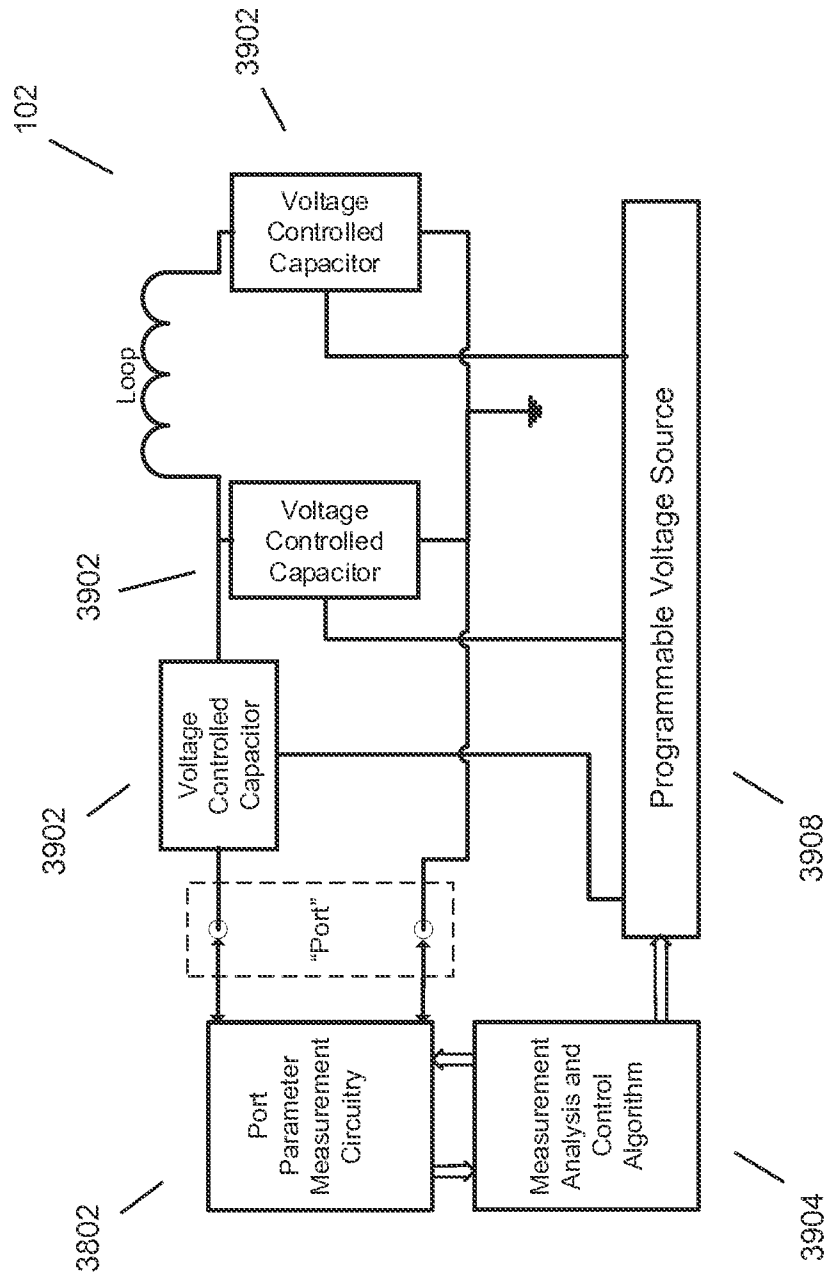 102
3902
Loop
Voltage
Controlled
Capacitor
3902
Voltage
Controlled
Capacitor
3902
Voltage
Controlled
Capacitor
"Port"
3802
Port
Parameter
Measurement
Circuitry
Measurement
Analysis and
Control
Algorithm
3904
Programmable Voltage Source
3908